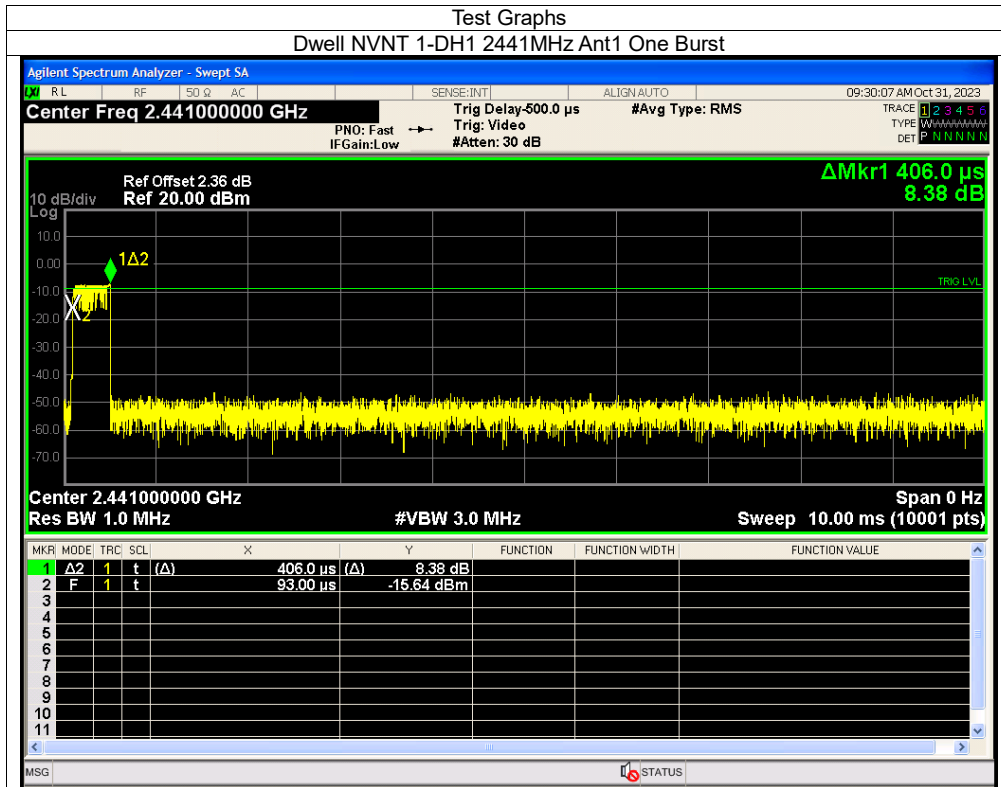 Test Graphs
Dwell NVNT 1-DH1 2441MHz Ant1 One Burst
Agilent Spectrum Analyzer - Swept SA
LXI RL RF 50 Ω AC SENSE:INT ALIGN AUTO 09:30:07 AM Oct 31, 2023
Center Freq 2.441000000 GHz
PNO: Fast
IFGain:Low
Trig Delay-500.0 µs
Trig: Video
#Atten: 30 dB
#Avg Type: RMS
TRACE 1 2 3 4 5 6
TYPE WWWWWW
DET P N N N N N
ΔMkr1 406.0 µs
8.38 dB
Ref Offset 2.36 dB
10 dB/div Ref 20.00 dBm
Log
10.0
0.00
-10.0
-20.0
-30.0
-40.0
-50.0
-60.0
-70.0
1Δ2
X2
TRIG LVL
Center 2.441000000 GHz Span 0 Hz
Res BW 1.0 MHz #VBW 3.0 MHz Sweep 10.00 ms (10001 pts)
MKR MODE TRC SCL X Y FUNCTION FUNCTION WIDTH FUNCTION VALUE
1 Δ2 1 t (Δ) 406.0 µs (Δ) 8.38 dB
2 F 1 t 93.00 µs -15.64 dBm
3
4
5
6
7
8
9
10
11
MSG STATUS